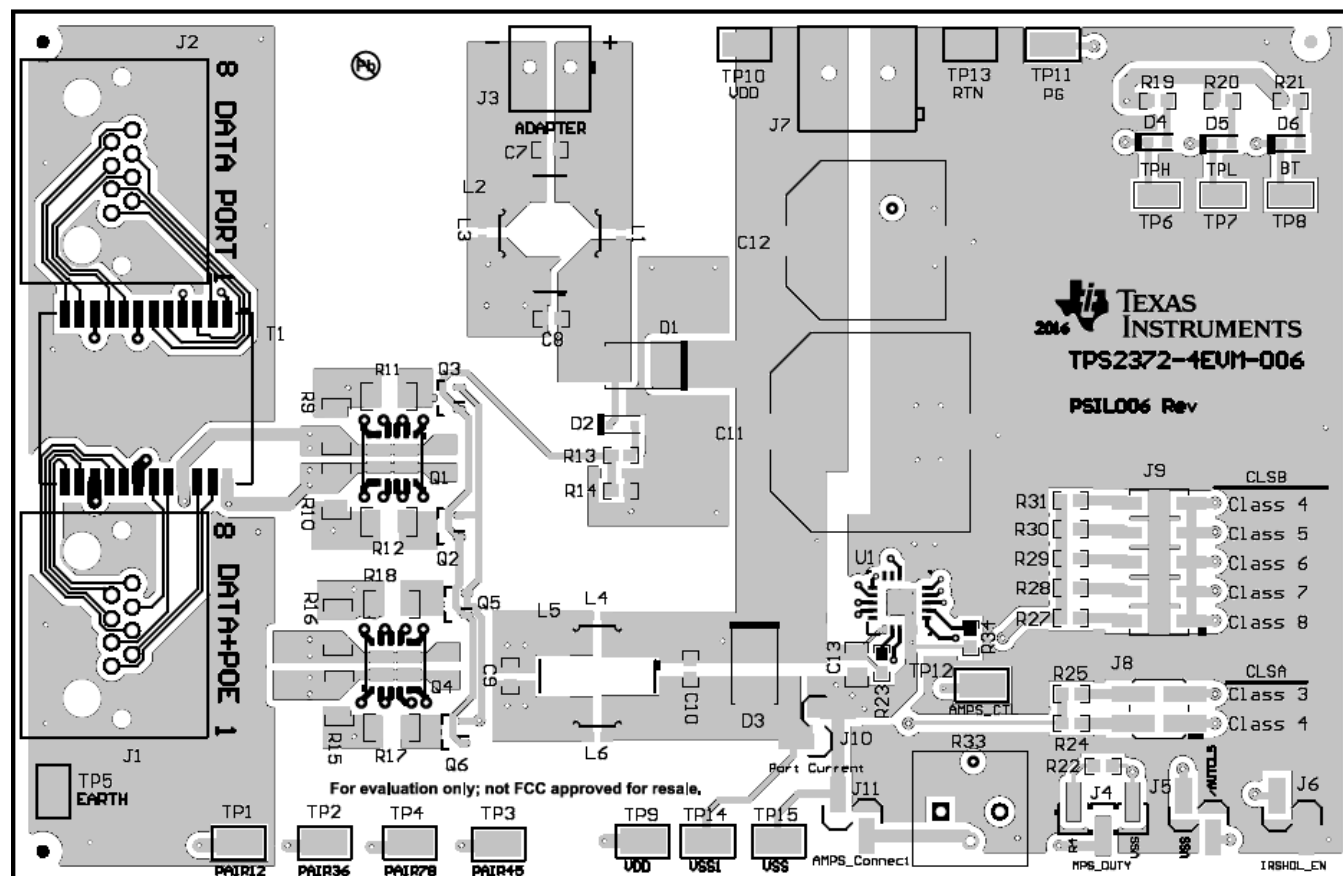 J2
8 DATA PORT 1
Pb
- +
J3
ADAPTER
C7
L2
L3
C8
TP10
VDD
J7
TP13
RTN
TP11
PG
R19 R20 R21
D4 D5 D6
TPH TPL BT
TP6 TP7 TP8
C12
T1
D1
2016
TEXAS
INSTRUMENTS
TPS2372-4EVM-006
PSIL006 Rev
R11 Q3
R9
D2
C11
R13
R14
Q1
R10
R12
Q2
J9
CLSB
R31 Class 4
R30 Class 5
R29 Class 6
R28 Class 7
R27 Class 8
U1
R18
R16
Q5
L5 L4
C9
Q4
C10
D3
C13
R23
R34
TP12
AMPS_CT
8 DATA+POE 1
J1
R15
R17
Q6
L6
J8
CLSA
R25 Class 3
R24 Class 4
J10
Port Current
R33
R22
J11
J4
J5
J6
TP5
EARTH
For evaluation only; not FCC approved for resale.
TP1 TP2 TP4 TP3
PAIR12 PAIR36 PAIR78 PAIR45
TP9 TP14 TP15
VDD VSS1 VSS
AMPS_Connect
MPS_DUTY
VSS
VSS
IRSHDL_EN